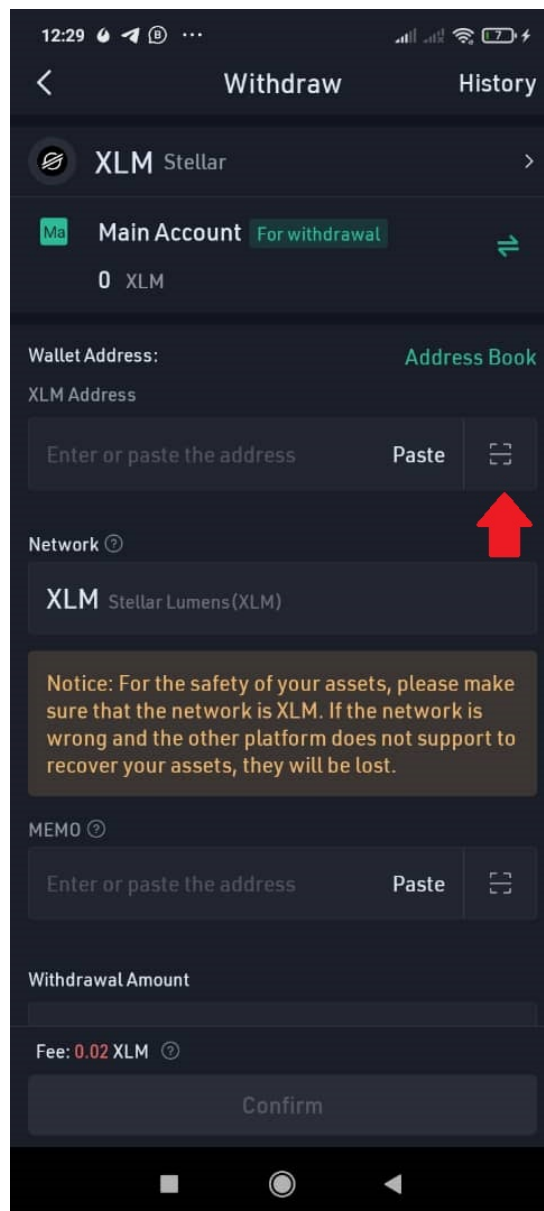 12:29
7
Withdraw
History
XLM Stellar
Ma
Main Account For withdrawal
0 XLM
Wallet Address:
Address Book
XLM Address
Enter or paste the address
Paste
Network ?
XLM Stellar Lumens(XLM)
Notice: For the safety of your assets, please make
sure that the network is XLM. If the network is
wrong and the other platform does not support to
recover your assets, they will be lost.
MEMO ?
Enter or paste the address
Paste
Withdrawal Amount
Fee: 0.02 XLM ?
Confirm